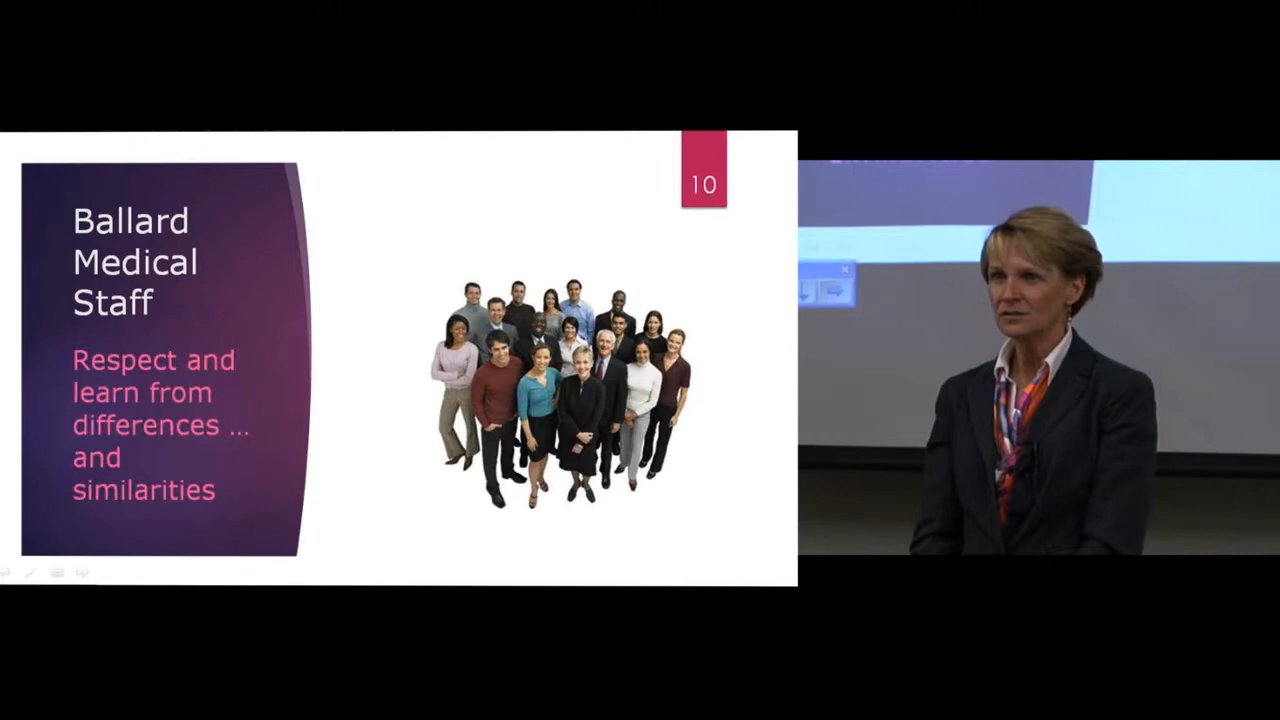 10
Ballard
Medical
Staff
Respect and
learn from
differences ...
and
similarities